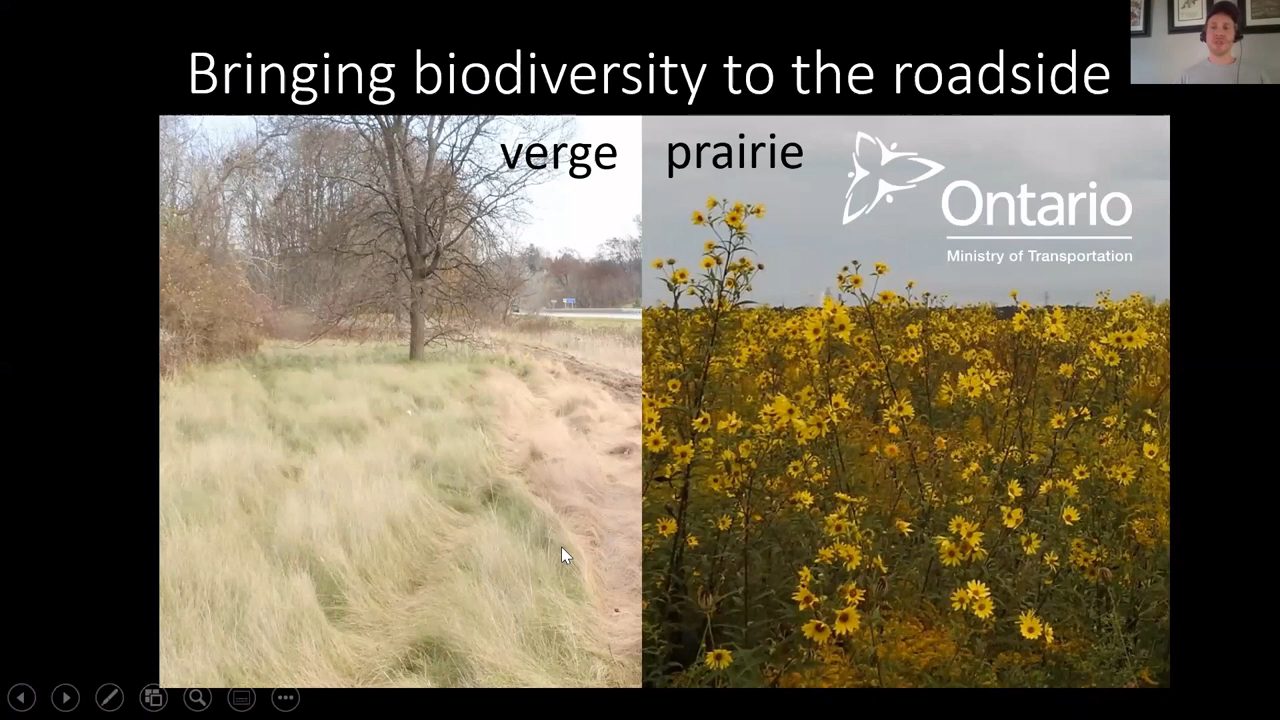 Bringing biodiversity to the roadside
verge
prairie
Ontario
Ministry of Transportation